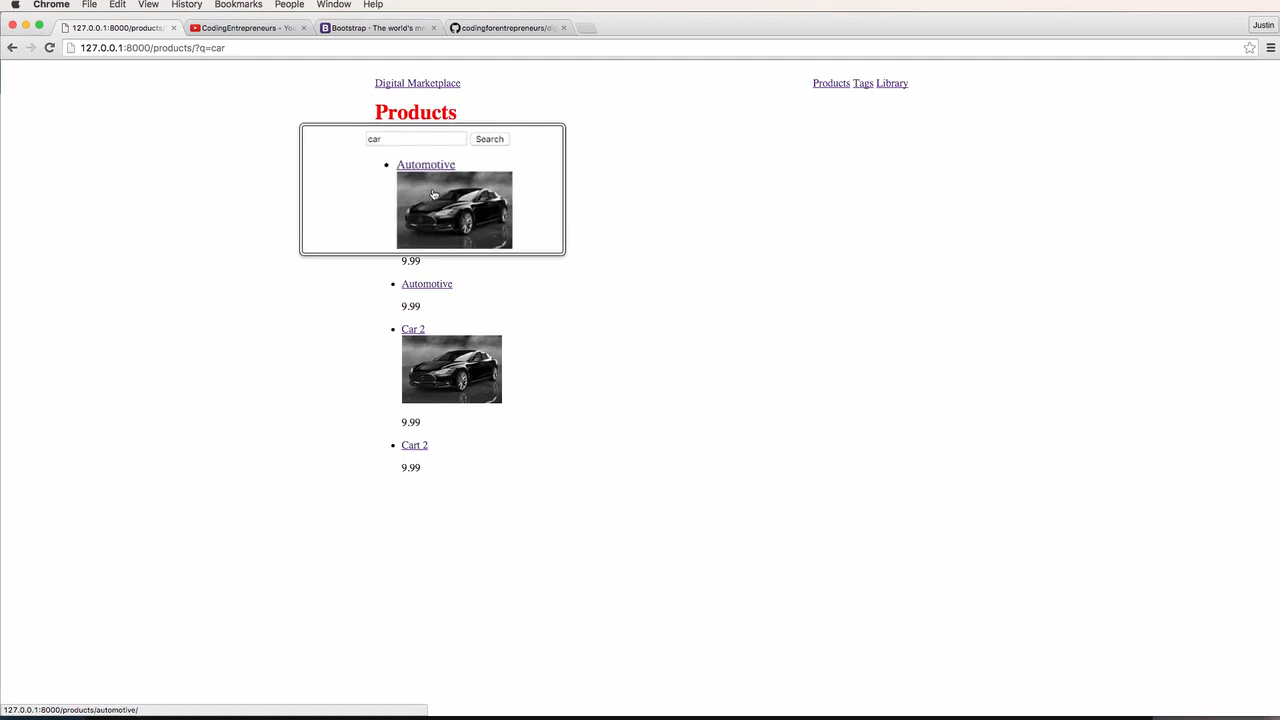 Chrome File Edit View History Bookmarks People Window Help
127.0.0.1:8000/products/ CodingEntrepreneurs - You Bootstrap · The world's mo codingforentrepreneurs/di Justin
127.0.0.1:8000/products/?q=car
Digital Marketplace Products Tags Library
Products
car Search
Automotive
9.99
Automotive
9.99
Car 2
9.99
Cart 2
9.99
127.0.0.1:8000/products/automotive/